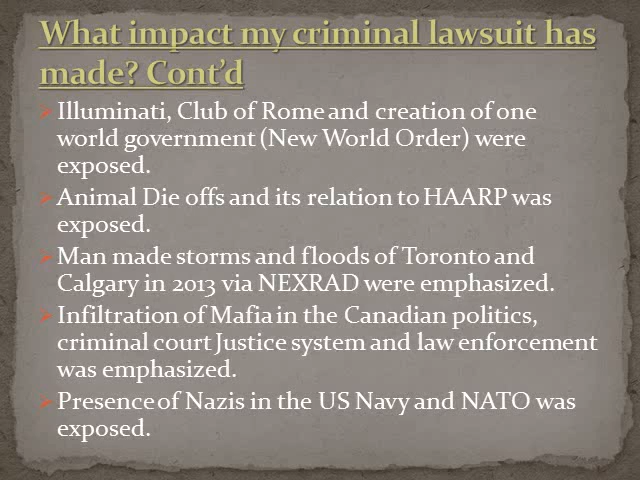 What impact my criminal lawsuit has
made? Cont’d
Illuminati, Club of Rome and creation of one
world government (New World Order) were
exposed.
Animal Die offs and its relation to HAARP was
exposed.
Man made storms and floods of Toronto and
Calgary in 2013 via NEXRAD were emphasized.
Infiltration of Mafia in the Canadian politics,
criminal court Justice system and law enforcement
was emphasized.
Presence of Nazis in the US Navy and NATO was
exposed.